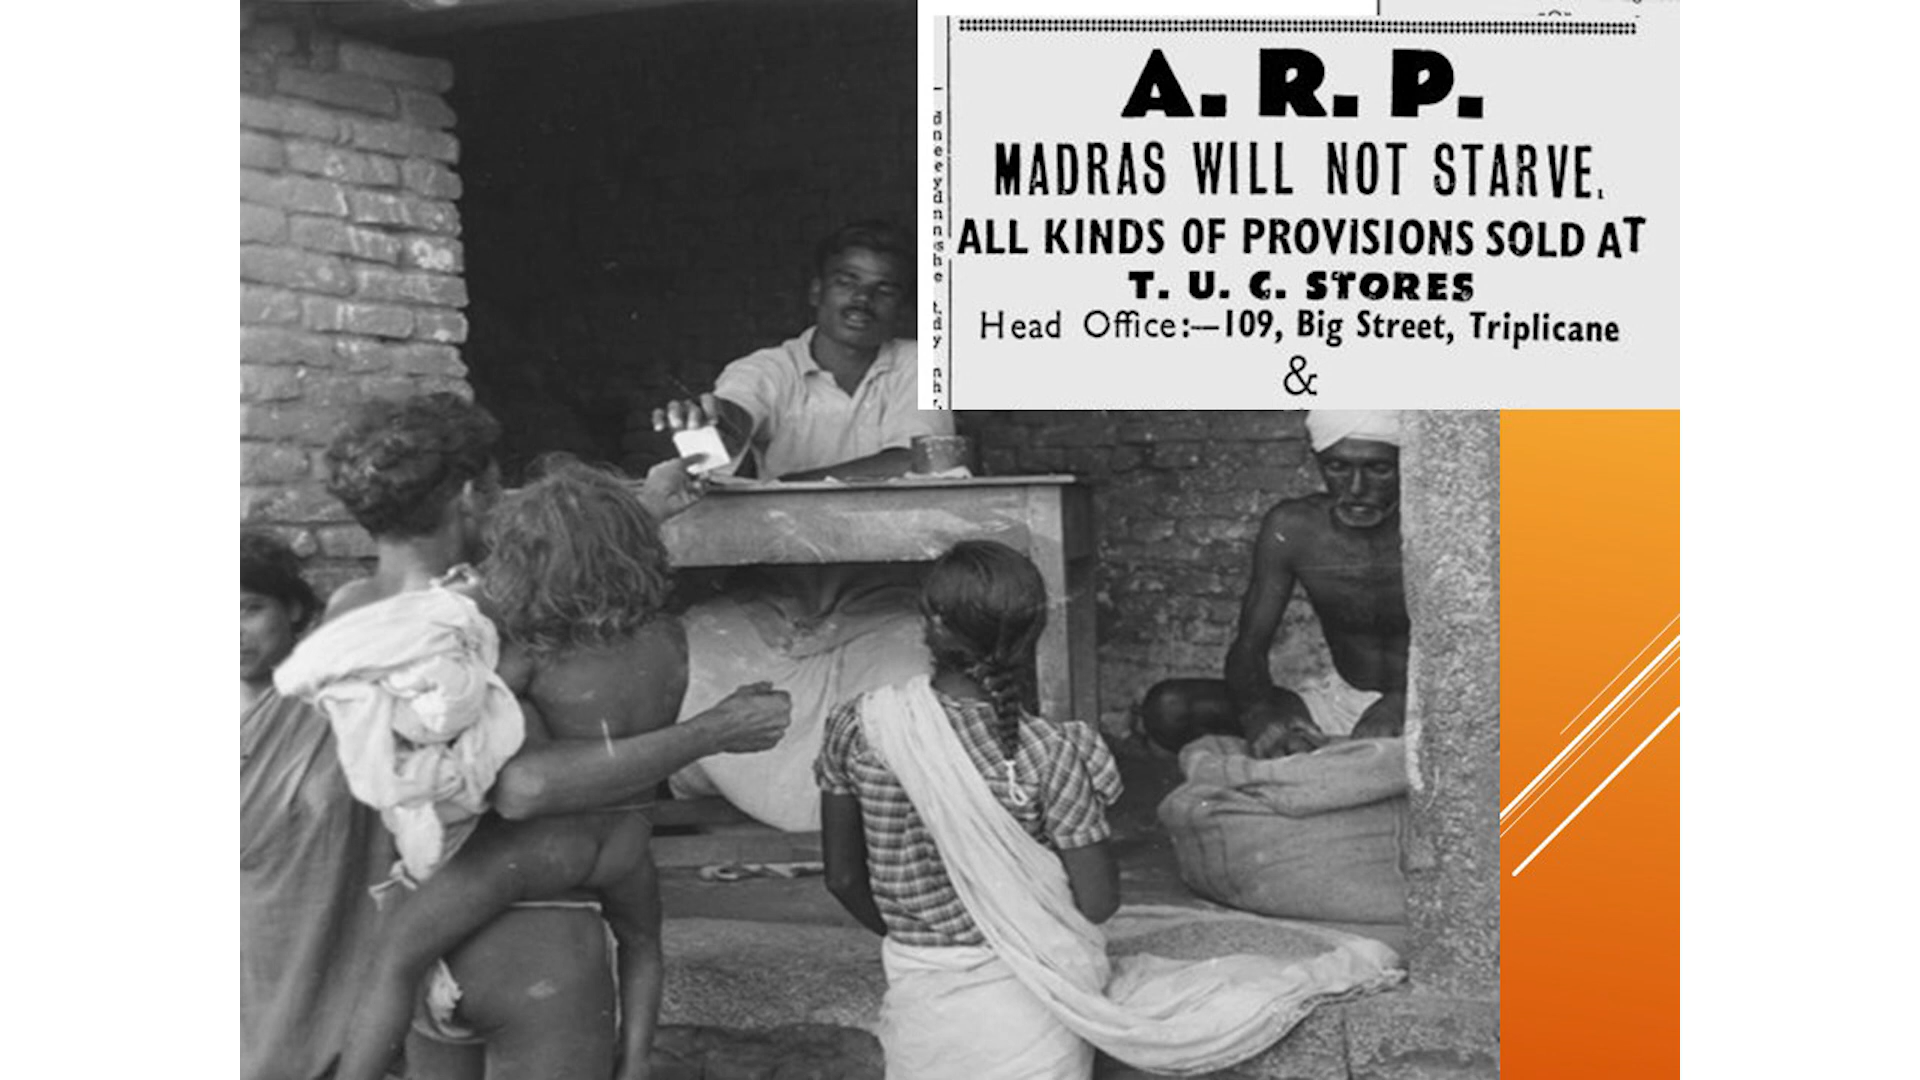 A. R. P.
MADRAS WILL NOT STARVE.
ALL KINDS OF PROVISIONS SOLD AT
T. U. C. STORES
Head Office:—109, Big Street, Triplicane
&